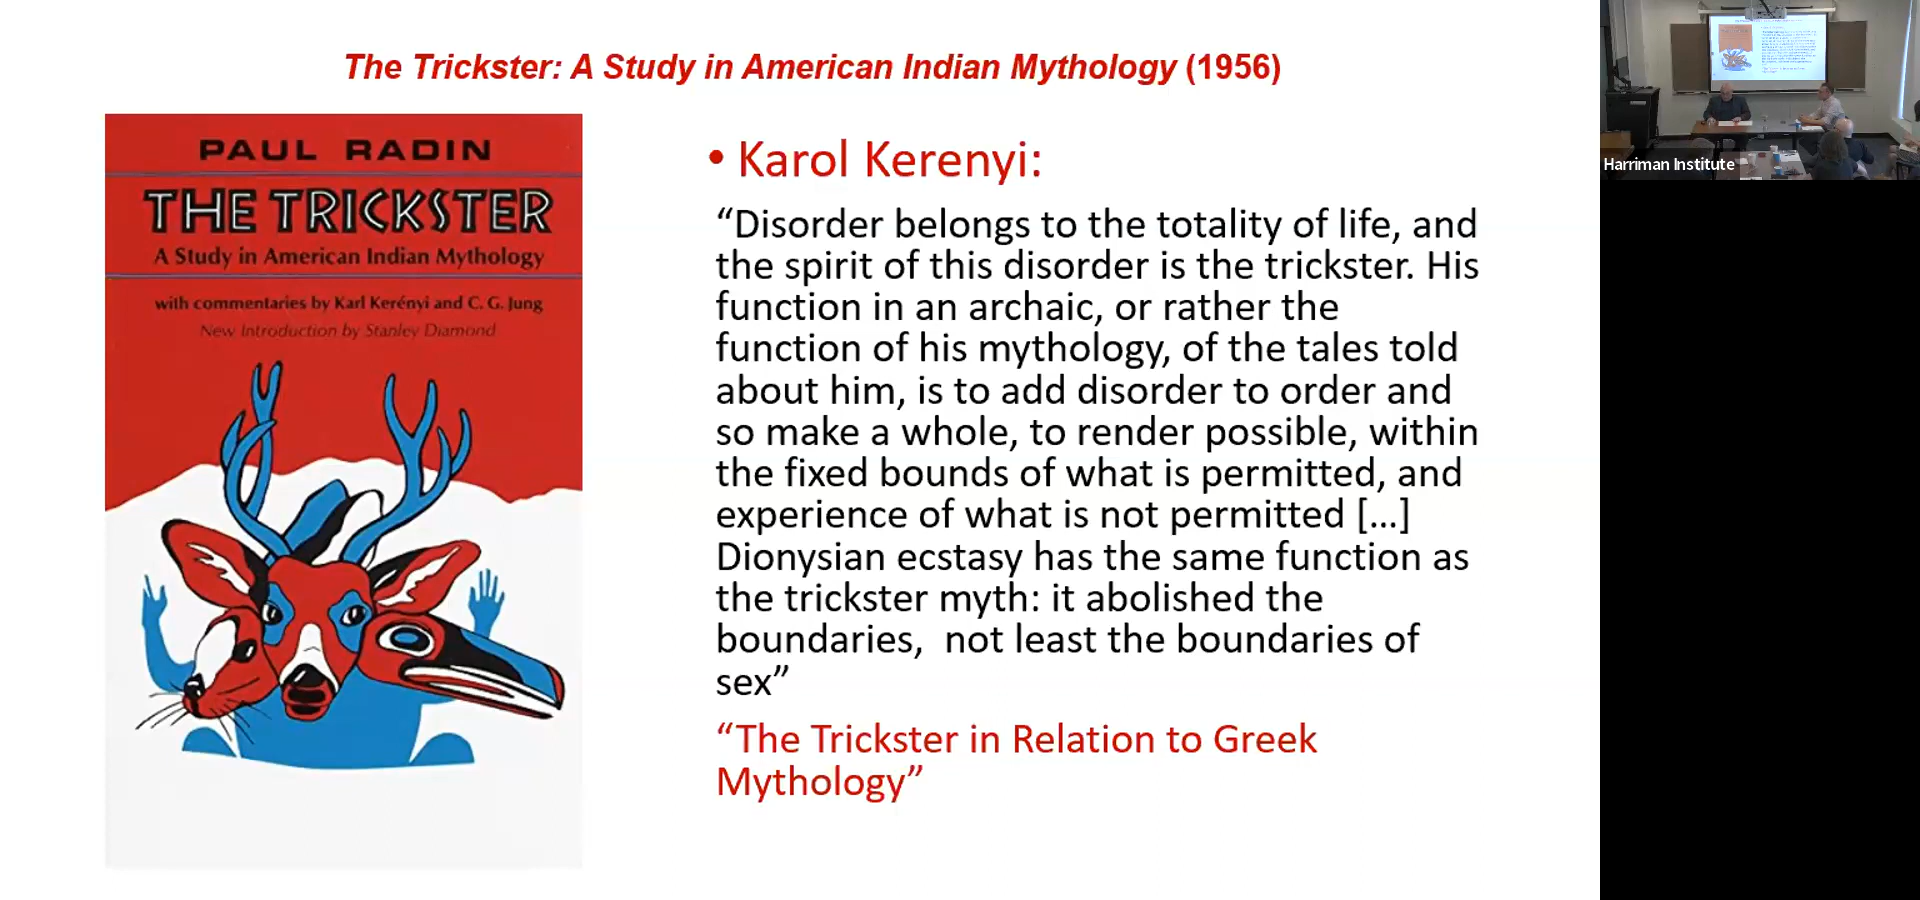 The Trickster: A Study in American Indian Mythology (1956)
PAUL RADIN
THE TRICKSTER
A Study in American Indian Mythology
with commentaries by Karl Kerényi and C. G. Jung
New Introduction by Stanley Diamond
• Karol Kerenyi:
“Disorder belongs to the totality of life, and
the spirit of this disorder is the trickster. His
function in an archaic, or rather the
function of his mythology, of the tales told
about him, is to add disorder to order and
so make a whole, to render possible, within
the fixed bounds of what is permitted, and
experience of what is not permitted [...]
Dionysian ecstasy has the same function as
the trickster myth: it abolished the
boundaries,  not least the boundaries of
sex”
“The Trickster in Relation to Greek
Mythology”
Harriman Institute